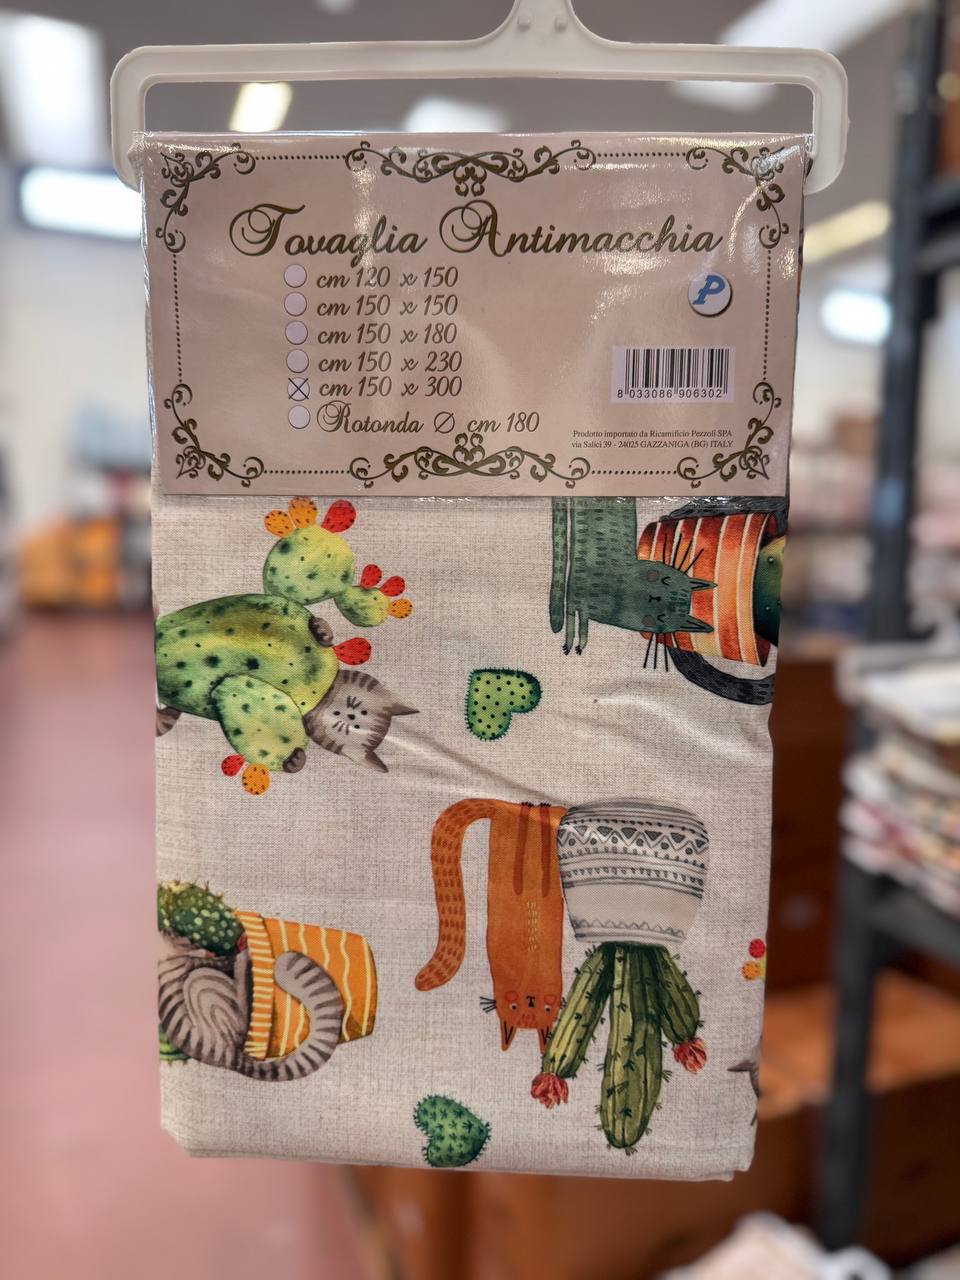 Tovaglia Antimacchia
cm 120 x 150
cm 150 x 150
cm 150 x 180
cm 150 x 230
cm 150 x 300
Rotonda Ø cm 180
P
8 033086 906302
Prodotto importato da Ricamificio Pezzoli SPA
via Salici 39 - 24025 GAZZANIGA (BG) ITALY